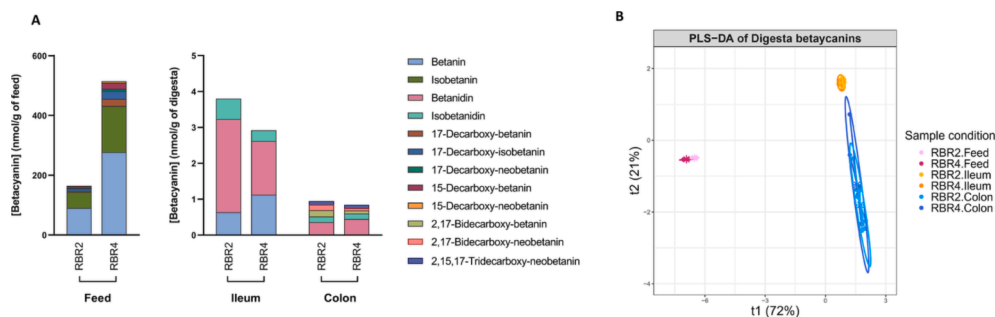 A
[Betacyanin] (nmol/g of feed)
600
400
200
0
RBR2
RBR4
Feed
[Betacyanin] (nmol/g of digesta)
5
4
3
2
1
0
RBR2
RBR4
RBR2
RBR4
Ileum
Colon
Betanin
Isobetanin
Betanidin
Isobetanidin
17-Decarboxy-betanin
17-Decarboxy-isobetanin
17-Decarboxy-neobetanin
15-Decarboxy-betanin
15-Decarboxy-neobetanin
2,17-Bidecarboxy-betanin
2,17-Bidecarboxy-neobetanin
2,15,17-Tridecarboxy-neobetanin
B
PLS-DA of Digesta betaycanins
t2 (21%)
2
0
-2
-4
-6
-3
0
3
t1 (72%)
Sample condition
RBR2.Feed
RBR4.Feed
RBR2.Ileum
RBR4.Ileum
RBR2.Colon
RBR4.Colon